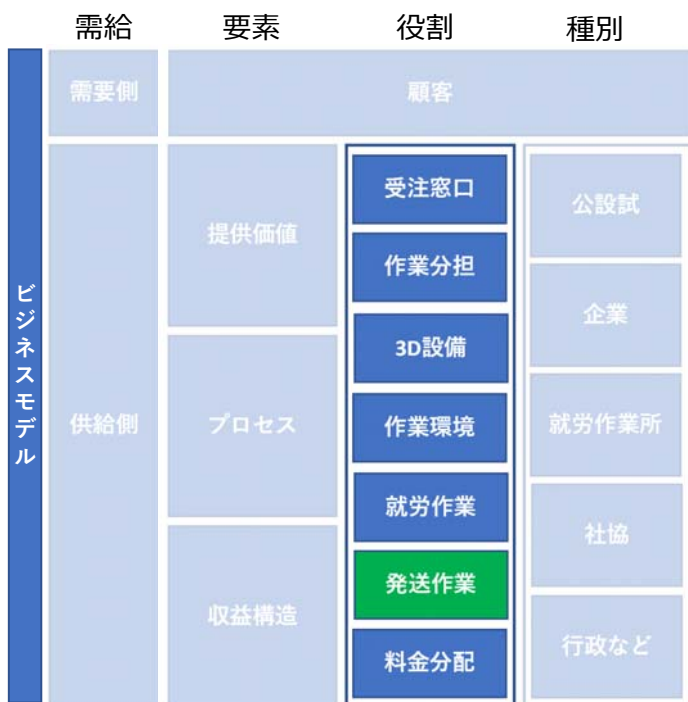 需給 要素 役割 種別
ビジネスモデル
需要側
顧客
供給側
提供価値
プロセス
収益構造
受注窓口
作業分担
3D設備
作業環境
就労作業
発送作業
料金分配
公設試
企業
就労作業所
社協
行政など